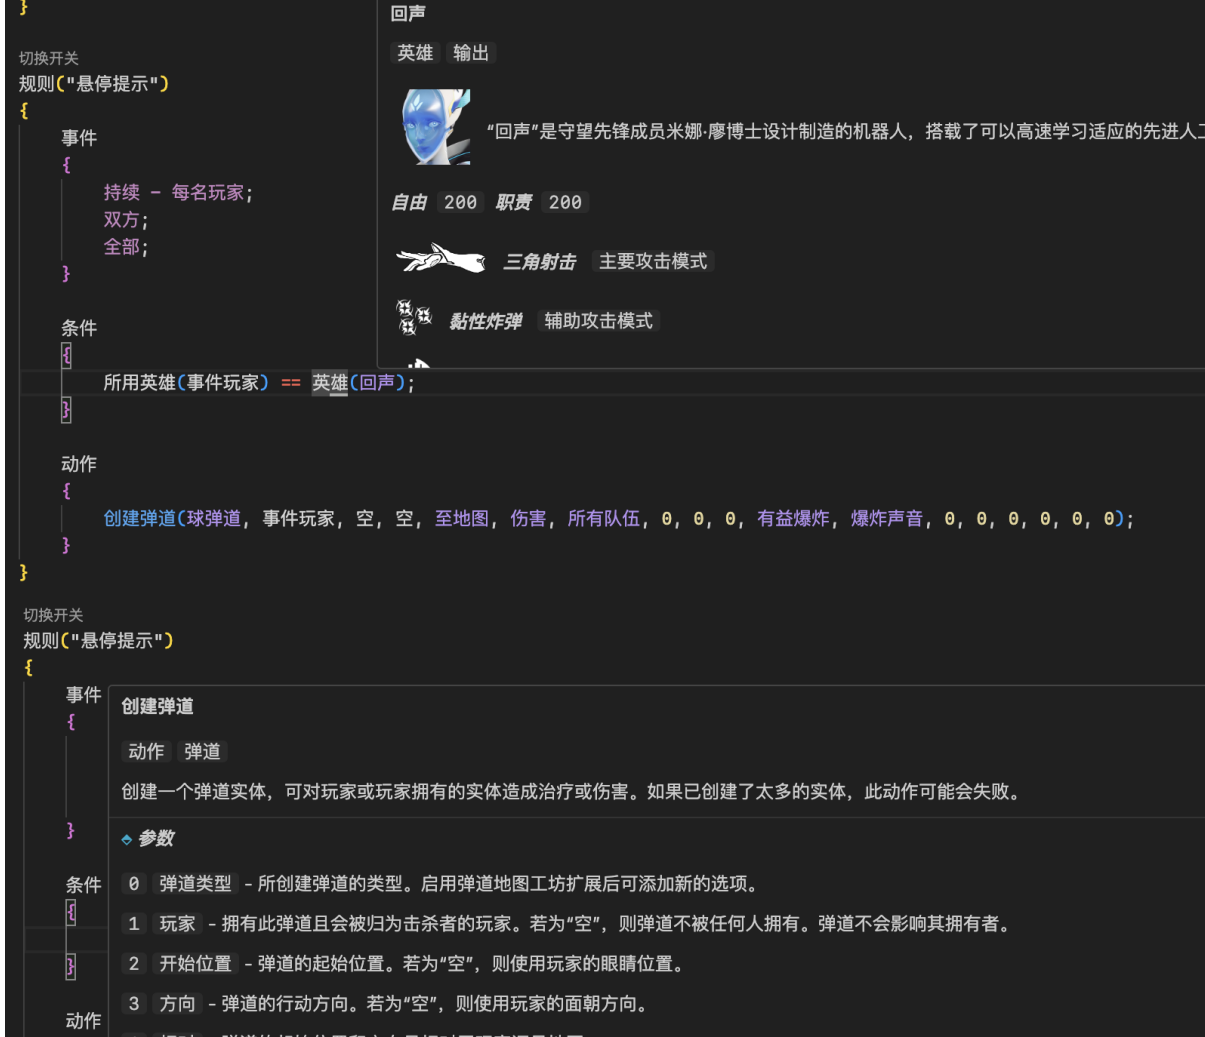 }
切换开关
规则("悬停提示")
{
事件
{
持续 - 每名玩家;
双方;
全部;
}
条件
{
所用英雄(事件玩家) == 英雄(回声);
}
动作
{
创建弹道(球弹道, 事件玩家, 空, 空, 至地图, 伤害, 所有队伍, 0, 0, 0, 有益爆炸, 爆炸声音, 0, 0, 0, 0, 0, 0);
}
}
回声
英雄 输出
“回声”是守望先锋成员米娜·廖博士设计制造的机器人，搭载了可以高速学习适应的先进人工
自由 200 职责 200
三角射击 主要攻击模式
黏性炸弹 辅助攻击模式
切换开关
规则("悬停提示")
{
事件
{
}
条件
{
}
动作
创建弹道
动作 弹道
创建一个弹道实体，可对玩家或玩家拥有的实体造成治疗或伤害。如果已创建了太多的实体，此动作可能会失败。
参数
0 弹道类型 - 所创建弹道的类型。启用弹道地图工坊扩展后可添加新的选项。
1 玩家 - 拥有此弹道且会被归为击杀者的玩家。若为“空”，则弹道不被任何人拥有。弹道不会影响其拥有者。
2 开始位置 - 弹道的起始位置。若为“空”，则使用玩家的眼睛位置。
3 方向 - 弹道的行动方向。若为“空”，则使用玩家的面朝方向。